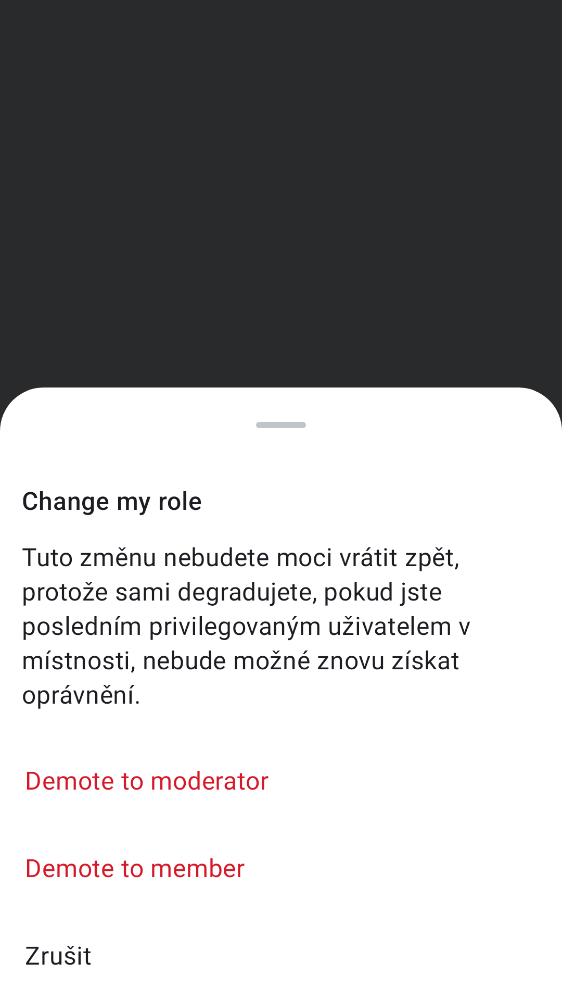 Change my role
Tuto změnu nebudete moci vrátit zpět,
protože sami degradujete, pokud jste
posledním privilegovaným uživatelem v
místnosti, nebude možné znovu získat
oprávnění.
Demote to moderator
Demote to member
Zrušit